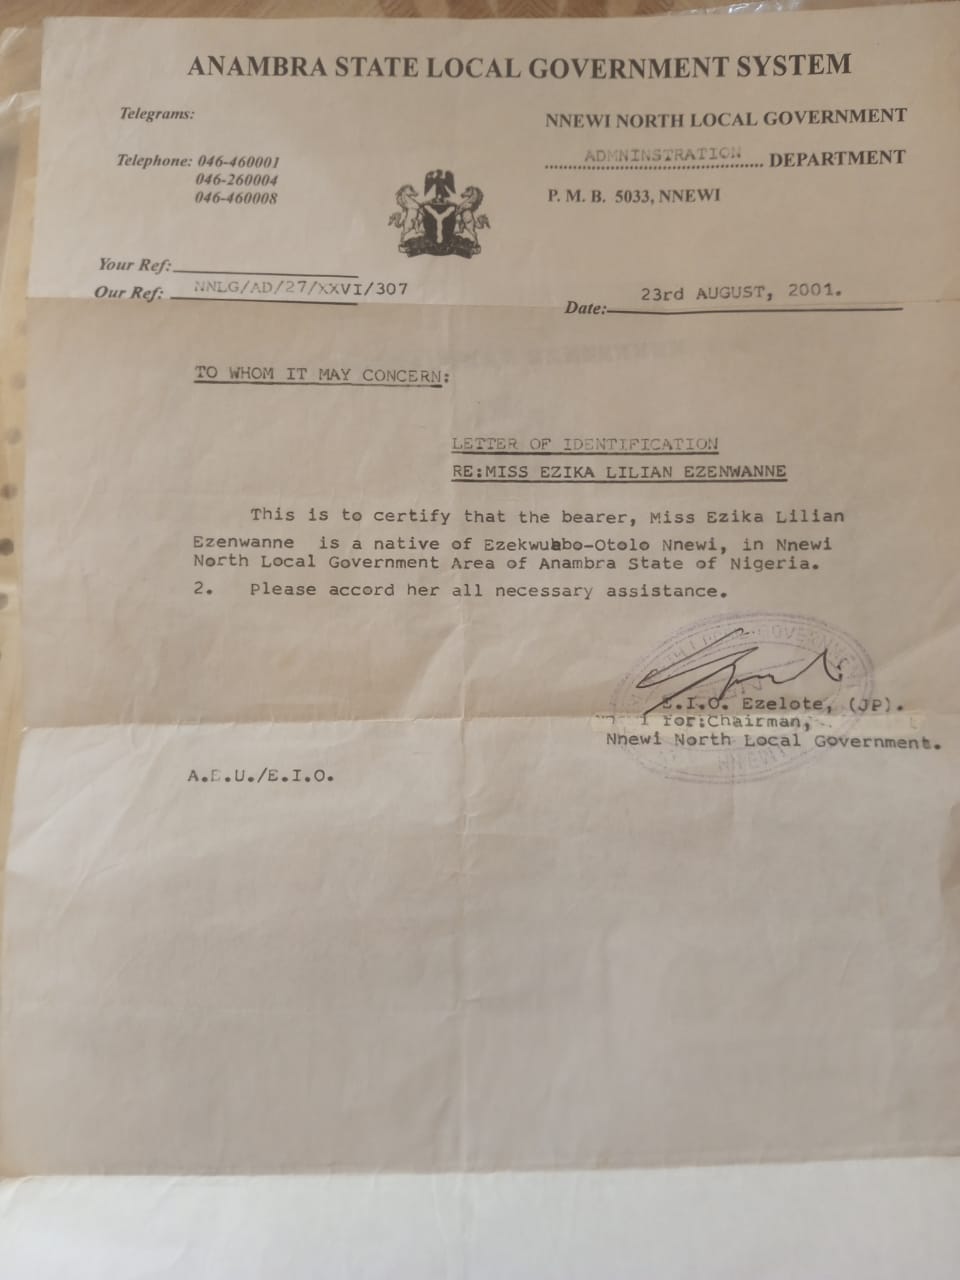 ANAMBRA STATE LOCAL GOVERNMENT SYSTEM
Telegrams:
Telephone: 046-460001
046-260004
046-460008
NNEWI NORTH LOCAL GOVERNMENT
ADMNINSTRATION DEPARTMENT
P. M. B. 5033, NNEWI
Your Ref:
Our Ref: NNLG/AD/27/XXVI/307
Date: 23rd AUGUST, 2001.
TO WHOM IT MAY CONCERN:
LETTER OF IDENTIFICATION
RE:MISS EZIKA LILIAN EZENWANNE
This is to certify that the bearer, Miss Ezika Lilian
Ezenwanne is a native of Otolo Nnewi, in Nnewi
North Local Government Area of Anambra State of Nigeria.
2. Please accord her all necessary assistance.
E.I.O. Ezelote, (JP).
for:Chairman,
Nnewi North Local Government.
A.E.U./E.I.O.